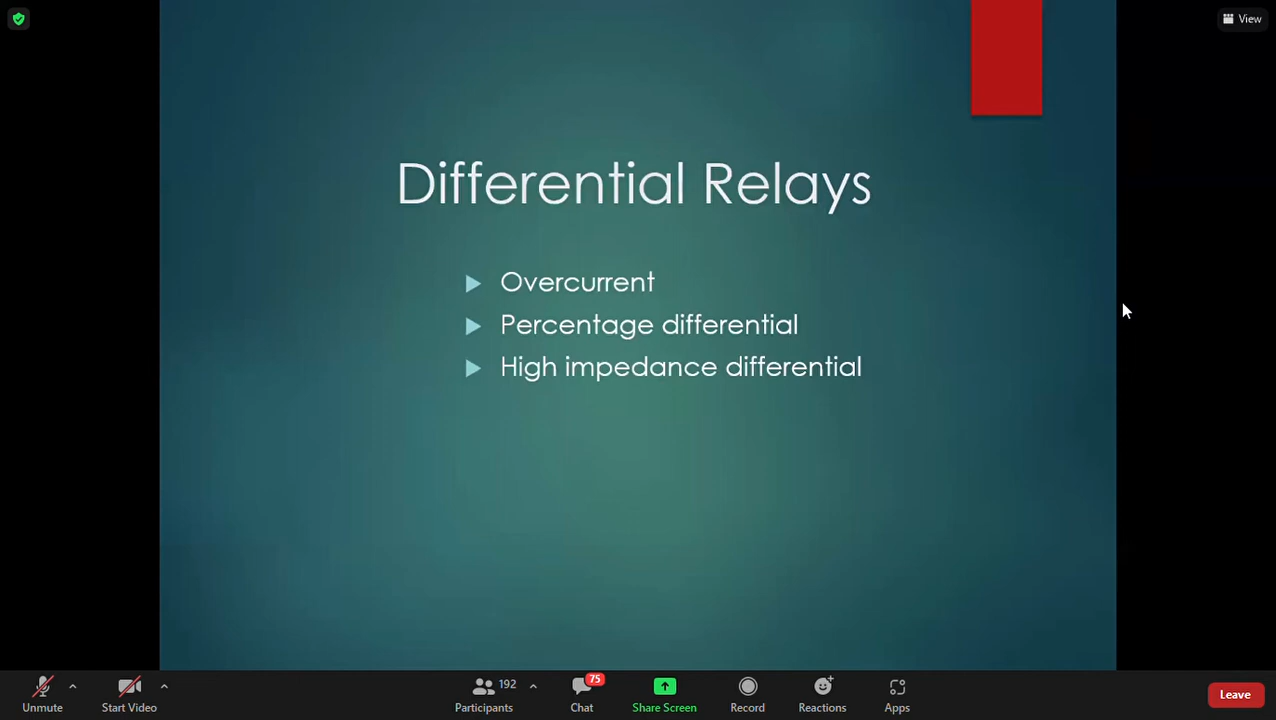 View
Differential Relays
Overcurrent
Percentage differential
High impedance differential
192
75
Unmute
Start Video
Participants
Chat
Share Screen
Record
Reactions
Apps
Leave